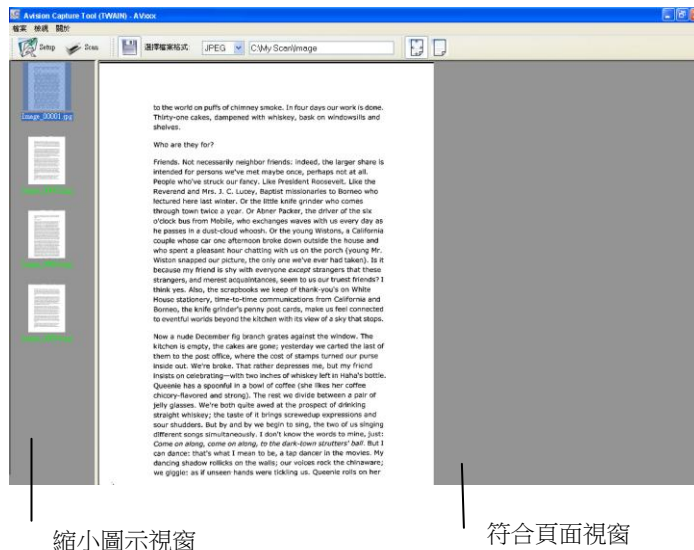 Avision Capture Tool (TWAIN) - AVxxx
檔案 檢視 關於
Setup Scan 選擇檔案格式 JPEG C:\My Scan\Image
Image_00001.jpg
to the world on puffs of chimney smoke. In four days our work is done.
Thirty-one cakes, dampened with whiskey, bask on windowsills and
shelves.
Who are they for?
Friends. Not necessarily neighbor friends: indeed, the larger share is
intended for persons we've met maybe once, perhaps not at all.
People who've struck our fancy. Like President Roosevelt. Like the
Reverend and Mrs. J. C. Lucey, Baptist missionaries to Borneo who
lectured here last winter. Or the little knife grinder who comes
through town twice a year. Or Abner Packer, the driver of the six
o'clock bus from Mobile, who exchanges waves with us every day as
he passes in a dust-cloud whoosh. Or the young Wistons, a California
couple whose car one afternoon broke down outside the house and
who spent a pleasant hour chatting with us on the porch (young Mr.
Wiston snapped our picture, the only one we've ever had taken). Is it
because my friend is shy with everyone except strangers that these
strangers, and merest acquaintances, seem to us our truest friends? I
think yes. Also, the scrapbooks we keep of thank-you's on White
House stationery, time-to-time communications from California and
Borneo, the knife grinder's penny post cards, make us feel connected
to eventful worlds beyond the kitchen with its view of a sky that stops.
Now a nude December fig branch grates against the window. The
kitchen is empty, the cakes are gone; yesterday we carted the last of
them to the post office, where the cost of stamps turned our purse
inside out. We're broke. That rather depresses me, but my friend
insists on celebrating—with two inches of whiskey left in Haha's bottle.
Queenie has a spoonful in a bowl of coffee (she likes her coffee
chicory-flavored and strong). The rest we divide between a pair of
jelly glasses. We're both quite awed at the prospect of drinking
straight whiskey; the taste of it brings screwedup expressions and
sour shudders. But by and by we begin to sing, the two of us singing
different songs simultaneously. I don't know the words to mine, just:
Come on along, come on along, to the dark-town strutters' ball. But I
can dance: that's what I mean to be, a tap dancer in the movies. My
dancing shadow rollicks on the walls; our voices rock the chinaware;
we giggle: as if unseen hands were tickling us. Queenie rolls on her
縮小圖示視窗
符合頁面視窗